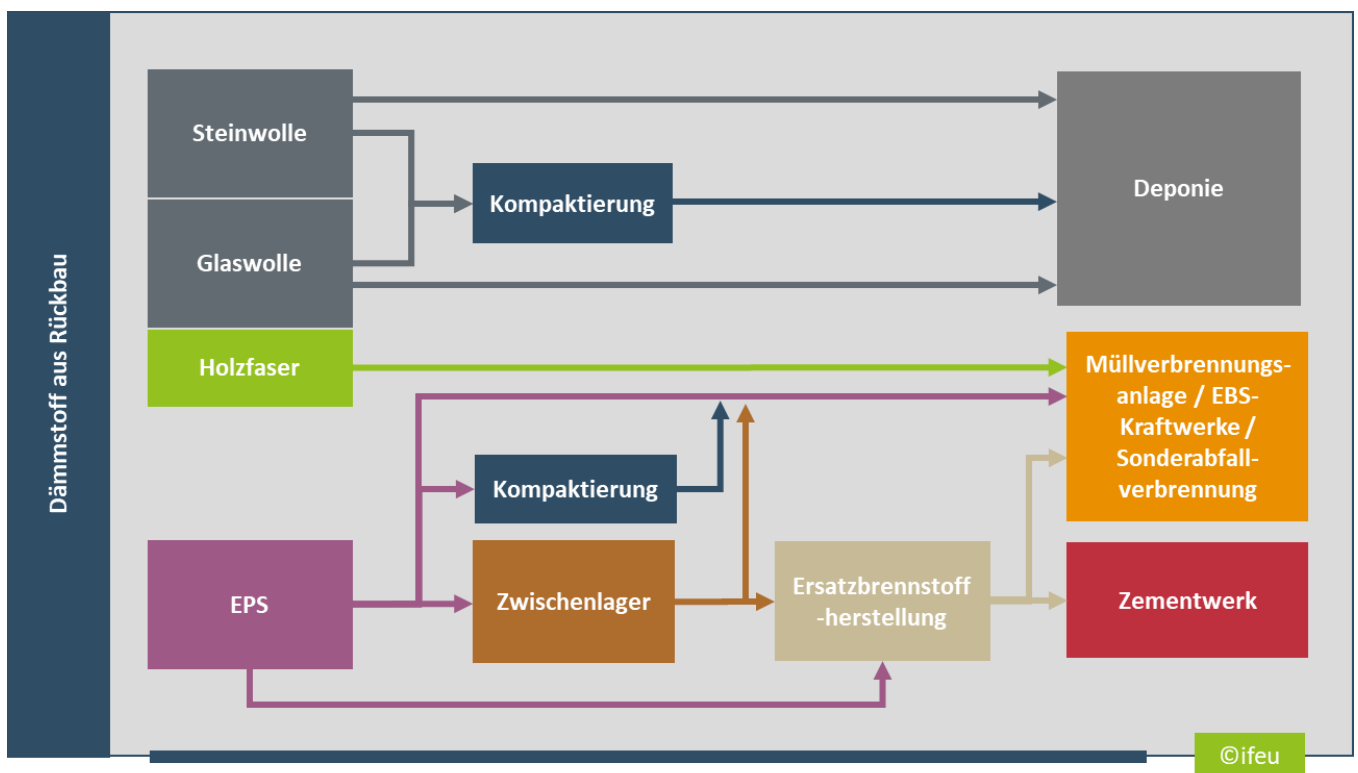 Dämmstoff aus Rückbau
Steinwolle
Glaswolle
Kompaktierung
Deponie
Holzfaser
Müllverbrennungs-
anlage / EBS-
Kraftwerke /
Sonderabfall-
verbrennung
Kompaktierung
EPS
Zwischenlager
Ersatzbrennstoff
-herstellung
Zementwerk
©ifeu